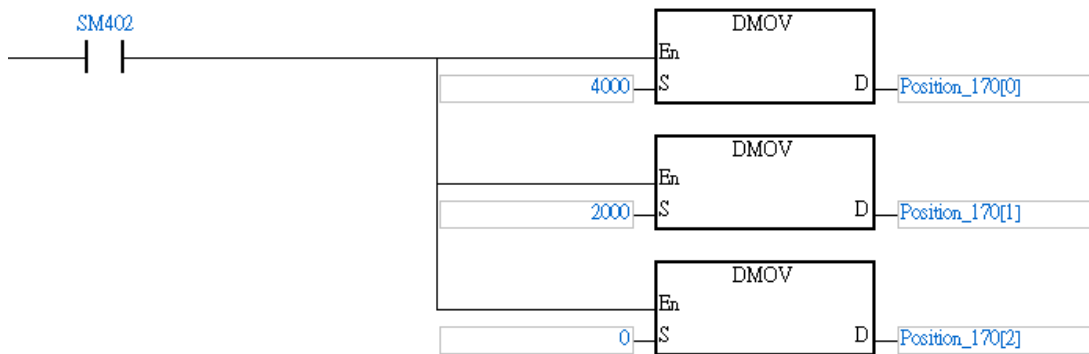 SM402
DMOV
En
4000 S D Position_170[0]
DMOV
En
2000 S D Position_170[1]
DMOV
En
0 S D Position_170[2]